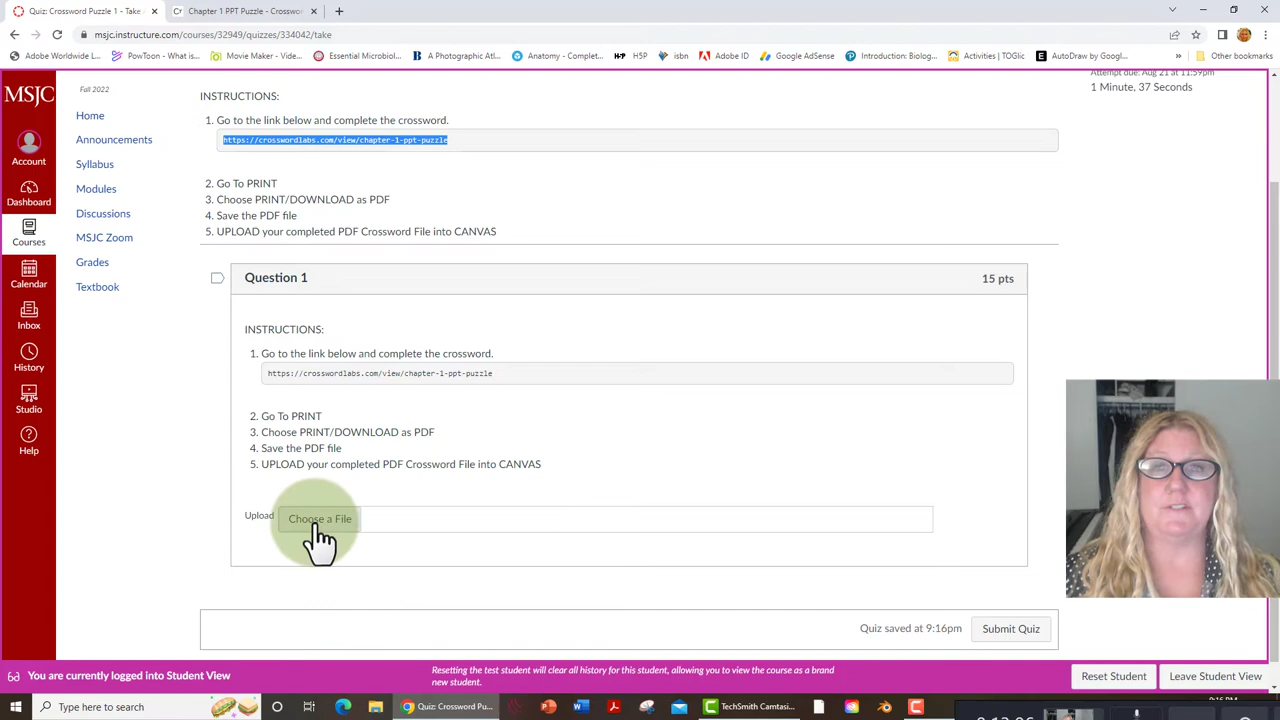 Quiz: Crossword Puzzle 1 - Take
Chapter 1 PPT Puzzle - Crossword
msjc.instructure.com/courses/32949/quizzes/334042/take
Adobe Worldwide L...
PowToon - What is...
Movie Maker - Movi...
Essential Microbiol...
A Photographic Atl...
Anatomy - Complet...
H5P
isbn
Adobe ID
Google AdSense
Introduction: Biolog...
Activities | TOGlic
AutoDraw by Googl...
»
Other bookmarks
MSJC
Account
Dashboard
Courses
Calendar
Inbox
History
Studio
Help
Fall 2022
Home
Announcements
Syllabus
Modules
Discussions
MSJC Zoom
Grades
Textbook
Attempt due: Aug 21 at 11:59pm
1 Minute, 37 Seconds
INSTRUCTIONS:
1. Go to the link below and complete the crossword.
https://crosswordlabs.com/view/chapter-1-ppt-puzzle
2. Go To PRINT
3. Choose PRINT/DOWNLOAD as PDF
4. Save the PDF file
5. UPLOAD your completed PDF Crossword File into CANVAS
Question 1
15 pts
INSTRUCTIONS:
1. Go to the link below and complete the crossword.
https://crosswordlabs.com/view/chapter-1-ppt-puzzle
2. Go To PRINT
3. Choose PRINT/DOWNLOAD as PDF
4. Save the PDF file
5. UPLOAD your completed PDF Crossword File into CANVAS
Upload
Choose a File
Quiz saved at 9:16pm
Submit Quiz
You are currently logged into Student View
Resetting the test student will clear all history for this student, allowing you to view the course as a brand
new student.
Reset Student
Leave Student View
Type here to search
Quiz: Crossword Pu...
TechSmith Camtasi...